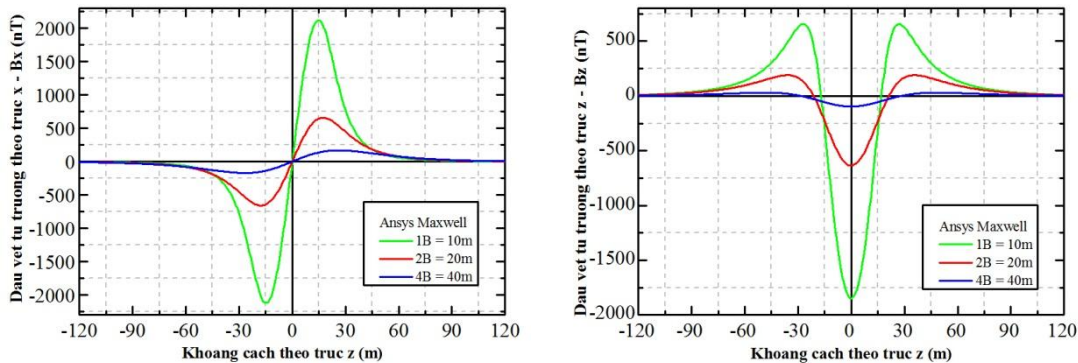 Dau vet tu truong theo truc x - Bx (nT)
2000
1500
1000
500
0
-500
-1000
-1500
-2000
Ansys Maxwell
1B = 10m
2B = 20m
4B = 40m
-120 -90 -60 -30 0 30 60 90 120
Khoang cach theo truc z (m)
Dau vet tu truong theo truc z - Bz (nT)
500
0
-500
-1000
-1500
-2000
Ansys Maxwell
1B = 10m
2B = 20m
4B = 40m
-120 -90 -60 -30 0 30 60 90 120
Khoang cach theo truc z (m)